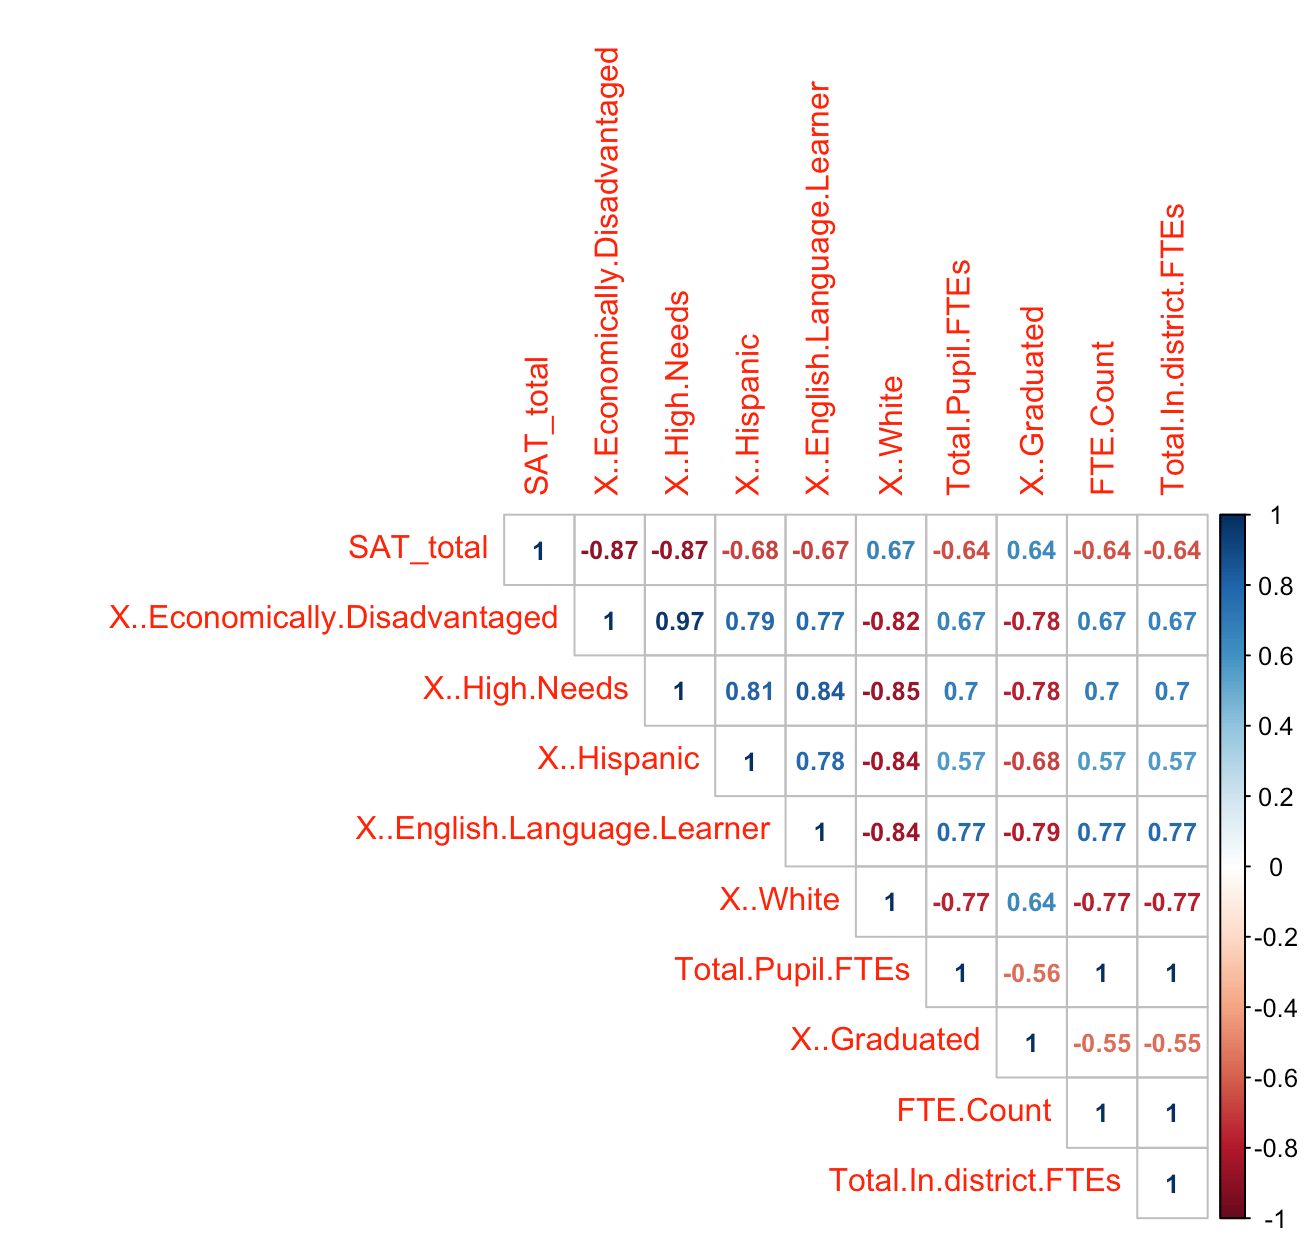 SAT_total
X..Economically.Disadvantaged
X..High.Needs
X..Hispanic
X..English.Language.Learner
X..White
Total.Pupil.FTEs
X..Graduated
FTE.Count
Total.In.district.FTEs
SAT_total 1 -0.87 -0.87 -0.68 -0.67 0.67 -0.64 0.64 -0.64 -0.64
X..Economically.Disadvantaged 1 0.97 0.79 0.77 -0.82 0.67 -0.78 0.67 0.67
X..High.Needs 1 0.81 0.84 -0.85 0.7 -0.78 0.7 0.7
X..Hispanic 1 0.78 -0.84 0.57 -0.68 0.57 0.57
X..English.Language.Learner 1 -0.84 0.77 -0.79 0.77 0.77
X..White 1 -0.77 0.64 -0.77 -0.77
Total.Pupil.FTEs 1 -0.56 1 1
X..Graduated 1 -0.55 -0.55
FTE.Count 1 1
Total.In.district.FTEs 1
1
0.8
0.6
0.4
0.2
0
-0.2
-0.4
-0.6
-0.8
-1